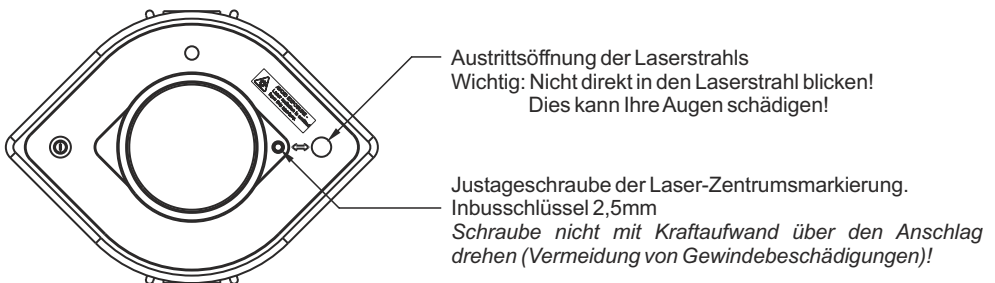 Austrittsöffnung der Laserstrahls
Wichtig: Nicht direkt in den Laserstrahl blicken!
Dies kann Ihre Augen schädigen!
Justageschraube der Laser-Zentrumsmarkierung.
Inbusschlüssel 2,5mm
Schraube nicht mit Kraftaufwand über den Anschlag
drehen (Vermeidung von Gewindebeschädigungen)!